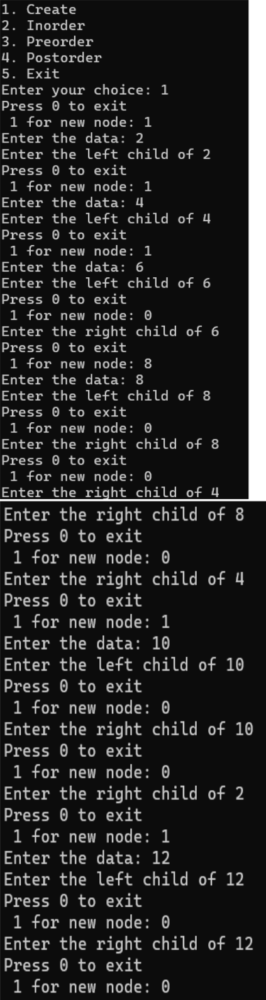 1. Create
2. Inorder
3. Preorder
4. Postorder
5. Exit
Enter your choice: 1
Press 0 to exit
 1 for new node: 1
Enter the data: 2
Enter the left child of 2
Press 0 to exit
 1 for new node: 1
Enter the data: 4
Enter the left child of 4
Press 0 to exit
 1 for new node: 1
Enter the data: 6
Enter the left child of 6
Press 0 to exit
 1 for new node: 0
Enter the right child of 6
Press 0 to exit
 1 for new node: 8
Enter the data: 8
Enter the left child of 8
Press 0 to exit
 1 for new node: 0
Enter the right child of 8
Press 0 to exit
 1 for new node: 0
Enter the right child of 4
Enter the right child of 8
Press 0 to exit
 1 for new node: 0
Enter the right child of 4
Press 0 to exit
 1 for new node: 1
Enter the data: 10
Enter the left child of 10
Press 0 to exit
 1 for new node: 0
Enter the right child of 10
Press 0 to exit
 1 for new node: 0
Enter the right child of 2
Press 0 to exit
 1 for new node: 1
Enter the data: 12
Enter the left child of 12
Press 0 to exit
 1 for new node: 0
Enter the right child of 12
Press 0 to exit
 1 for new node: 0